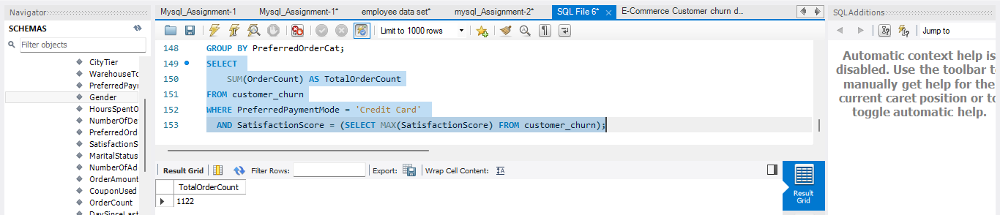 Navigator
SCHEMAS
Filter objects
CityTier
WarehouseTo
PreferredPay
Gender
HoursSpentO
NumberOfDe
PreferredOrd
SatisfactionS
MaritalStatus
NumberOfAd
OrderAmount
CouponUsed
OrderCount
DaySinceLast
Mysql_Assignment-1 Mysql_Assignment-1* employee data set* mysql_Assignment-2* SQL File 6* E-Commerce Customer churn d...
Limit to 1000 rows
148 GROUP BY PreferredOrderCat;
149 SELECT
150 SUM(OrderCount) AS TotalOrderCount
151 FROM customer_churn
152 WHERE PreferredPaymentMode = 'Credit Card'
153 AND SatisfactionScore = (SELECT MAX(SatisfactionScore) FROM customer_churn);
Result Grid Filter Rows: Export: Wrap Cell Content: IA
TotalOrderCount
1122
Result
Grid
SQLAdditions
Jump to
Automatic context help is
disabled. Use the toolbar t
manually get help for the
current caret position or to
toggle automatic help.